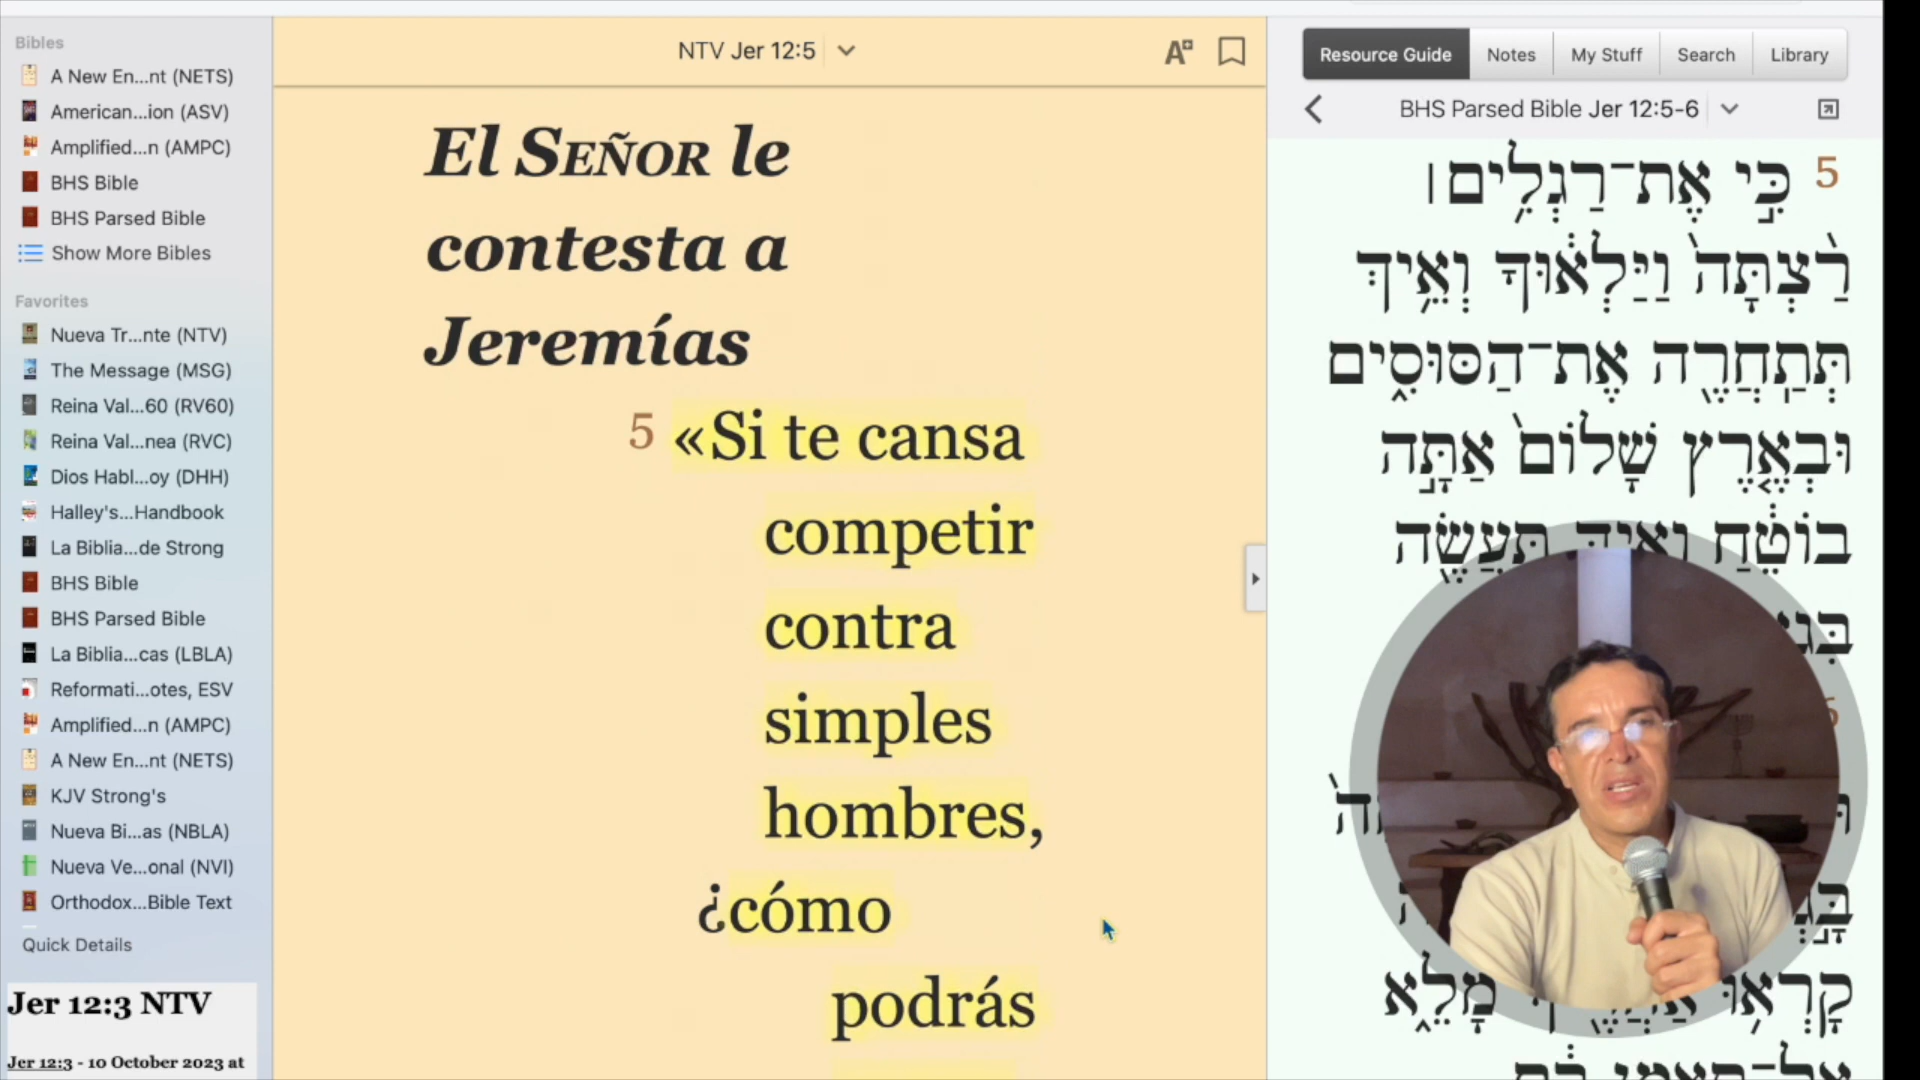 Bibles
A New En...nt (NETS)
American...ion (ASV)
Amplified...n (AMPC)
BHS Bible
BHS Parsed Bible
Show More Bibles
Favorites
Nueva Tr...nte (NTV)
The Message (MSG)
Reina Val...60 (RV60)
Reina Val...nea (RVC)
Dios Habl...oy (DHH)
Halley's...Handbook
La Biblia...de Strong
BHS Bible
BHS Parsed Bible
La Biblia...cas (LBLA)
Reformati...otes, ESV
Amplified...n (AMPC)
A New En...nt (NETS)
KJV Strong's
Nueva Bi...as (NBLA)
Nueva Ve...onal (NVI)
Orthodox...Bible Text
Quick Details
Jer 12:3 NTV
Jer 12:3 - 10 October 2023 at
NTV Jer 12:5
El SEÑOR le
contesta a
Jeremías
5 «Si te cansa
competir
contra
simples
hombres,
¿cómo
podrás
Resource Guide Notes My Stuff Search Library
BHS Parsed Bible Jer 12:5-6
5 כִּ֣י אֶת־רַגְלִ֥ים׀
רַ֙צְתָּה֙ וַיַּלְא֔וּךָ וְאֵ֥יךְ
תְּתַֽחֲרֶ֖ה אֶת־הַסּוּסִ֑ים
וּבְאֶ֤רֶץ שָׁלוֹם֙ אַתָּ֣ה
בוֹטֵ֔חַ וְאֵ֥יךְ תַּעֲשֶׂ֖ה
קָרְא֥וּ מָלֵ֑א